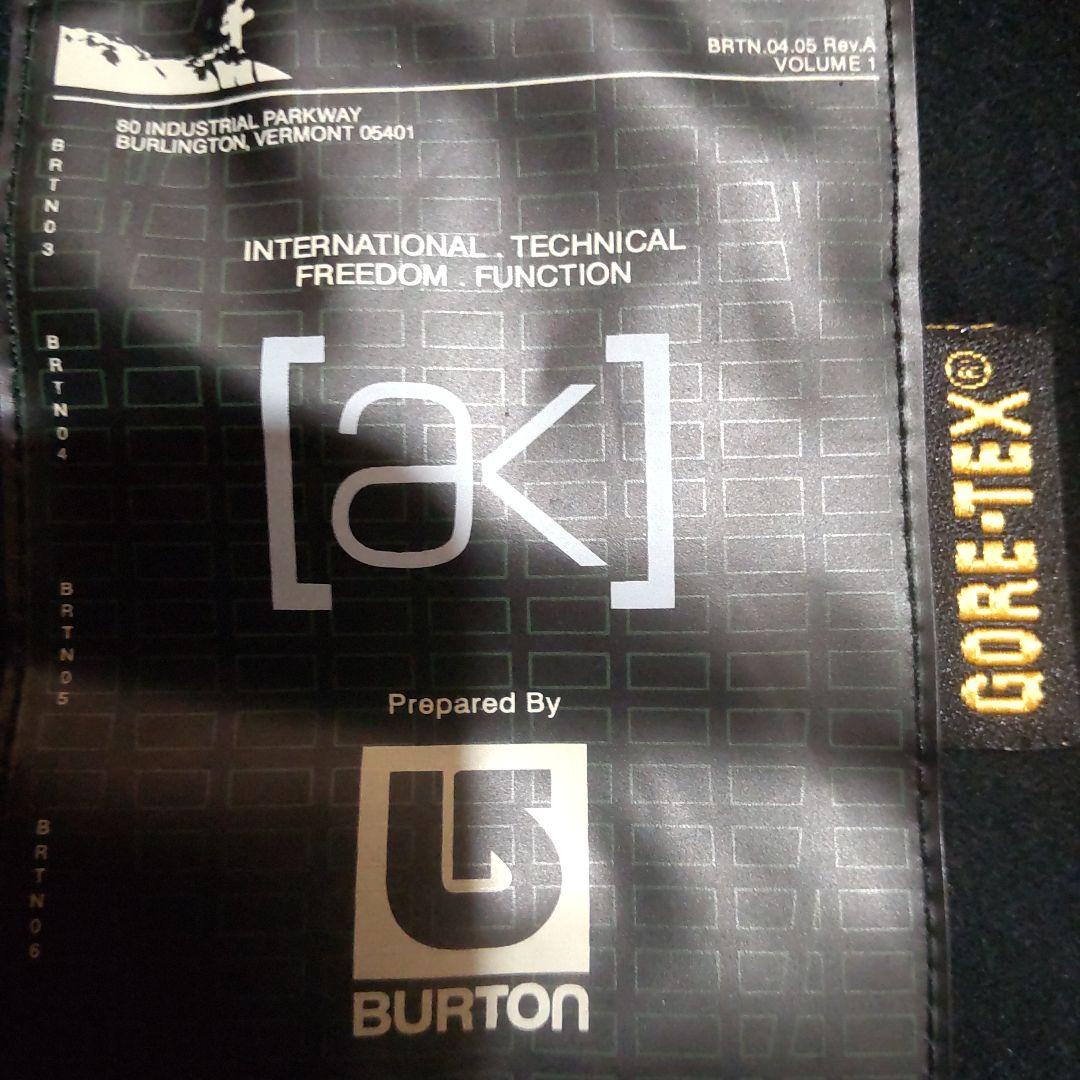 BRTN.04.05 Rev.A
VOLUME 1
80 INDUSTRIAL PARKWAY
BURLINGTON, VERMONT 05401
BRTN03
INTERNATIONAL . TECHNICAL
FREEDOM . FUNCTION
BRTN04
[ak]
GORE-TEX®
BRTN05
Prepared By
BRTN06
BURTON